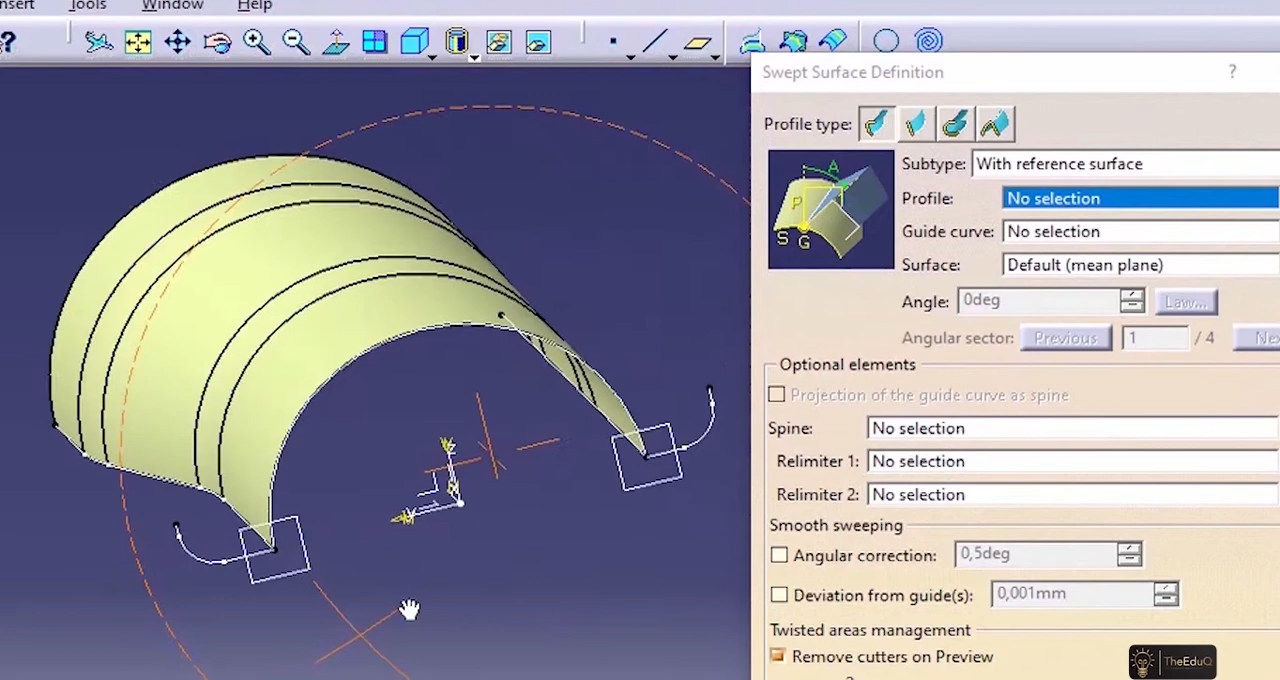 nsert Tools Window Help
?
Swept Surface Definition ?
Profile type:
Subtype: With reference surface
Profile: No selection
Guide curve: No selection
Surface: Default (mean plane)
Angle: 0deg Law...
Angular sector: Previous 1 / 4 Nex
Optional elements
Projection of the guide curve as spine
Spine: No selection
Relimiter 1: No selection
Relimiter 2: No selection
Smooth sweeping
Angular correction: 0,5deg
Deviation from guide(s): 0,001mm
Twisted areas management
Remove cutters on Preview
A
P
S G
TheEduQ